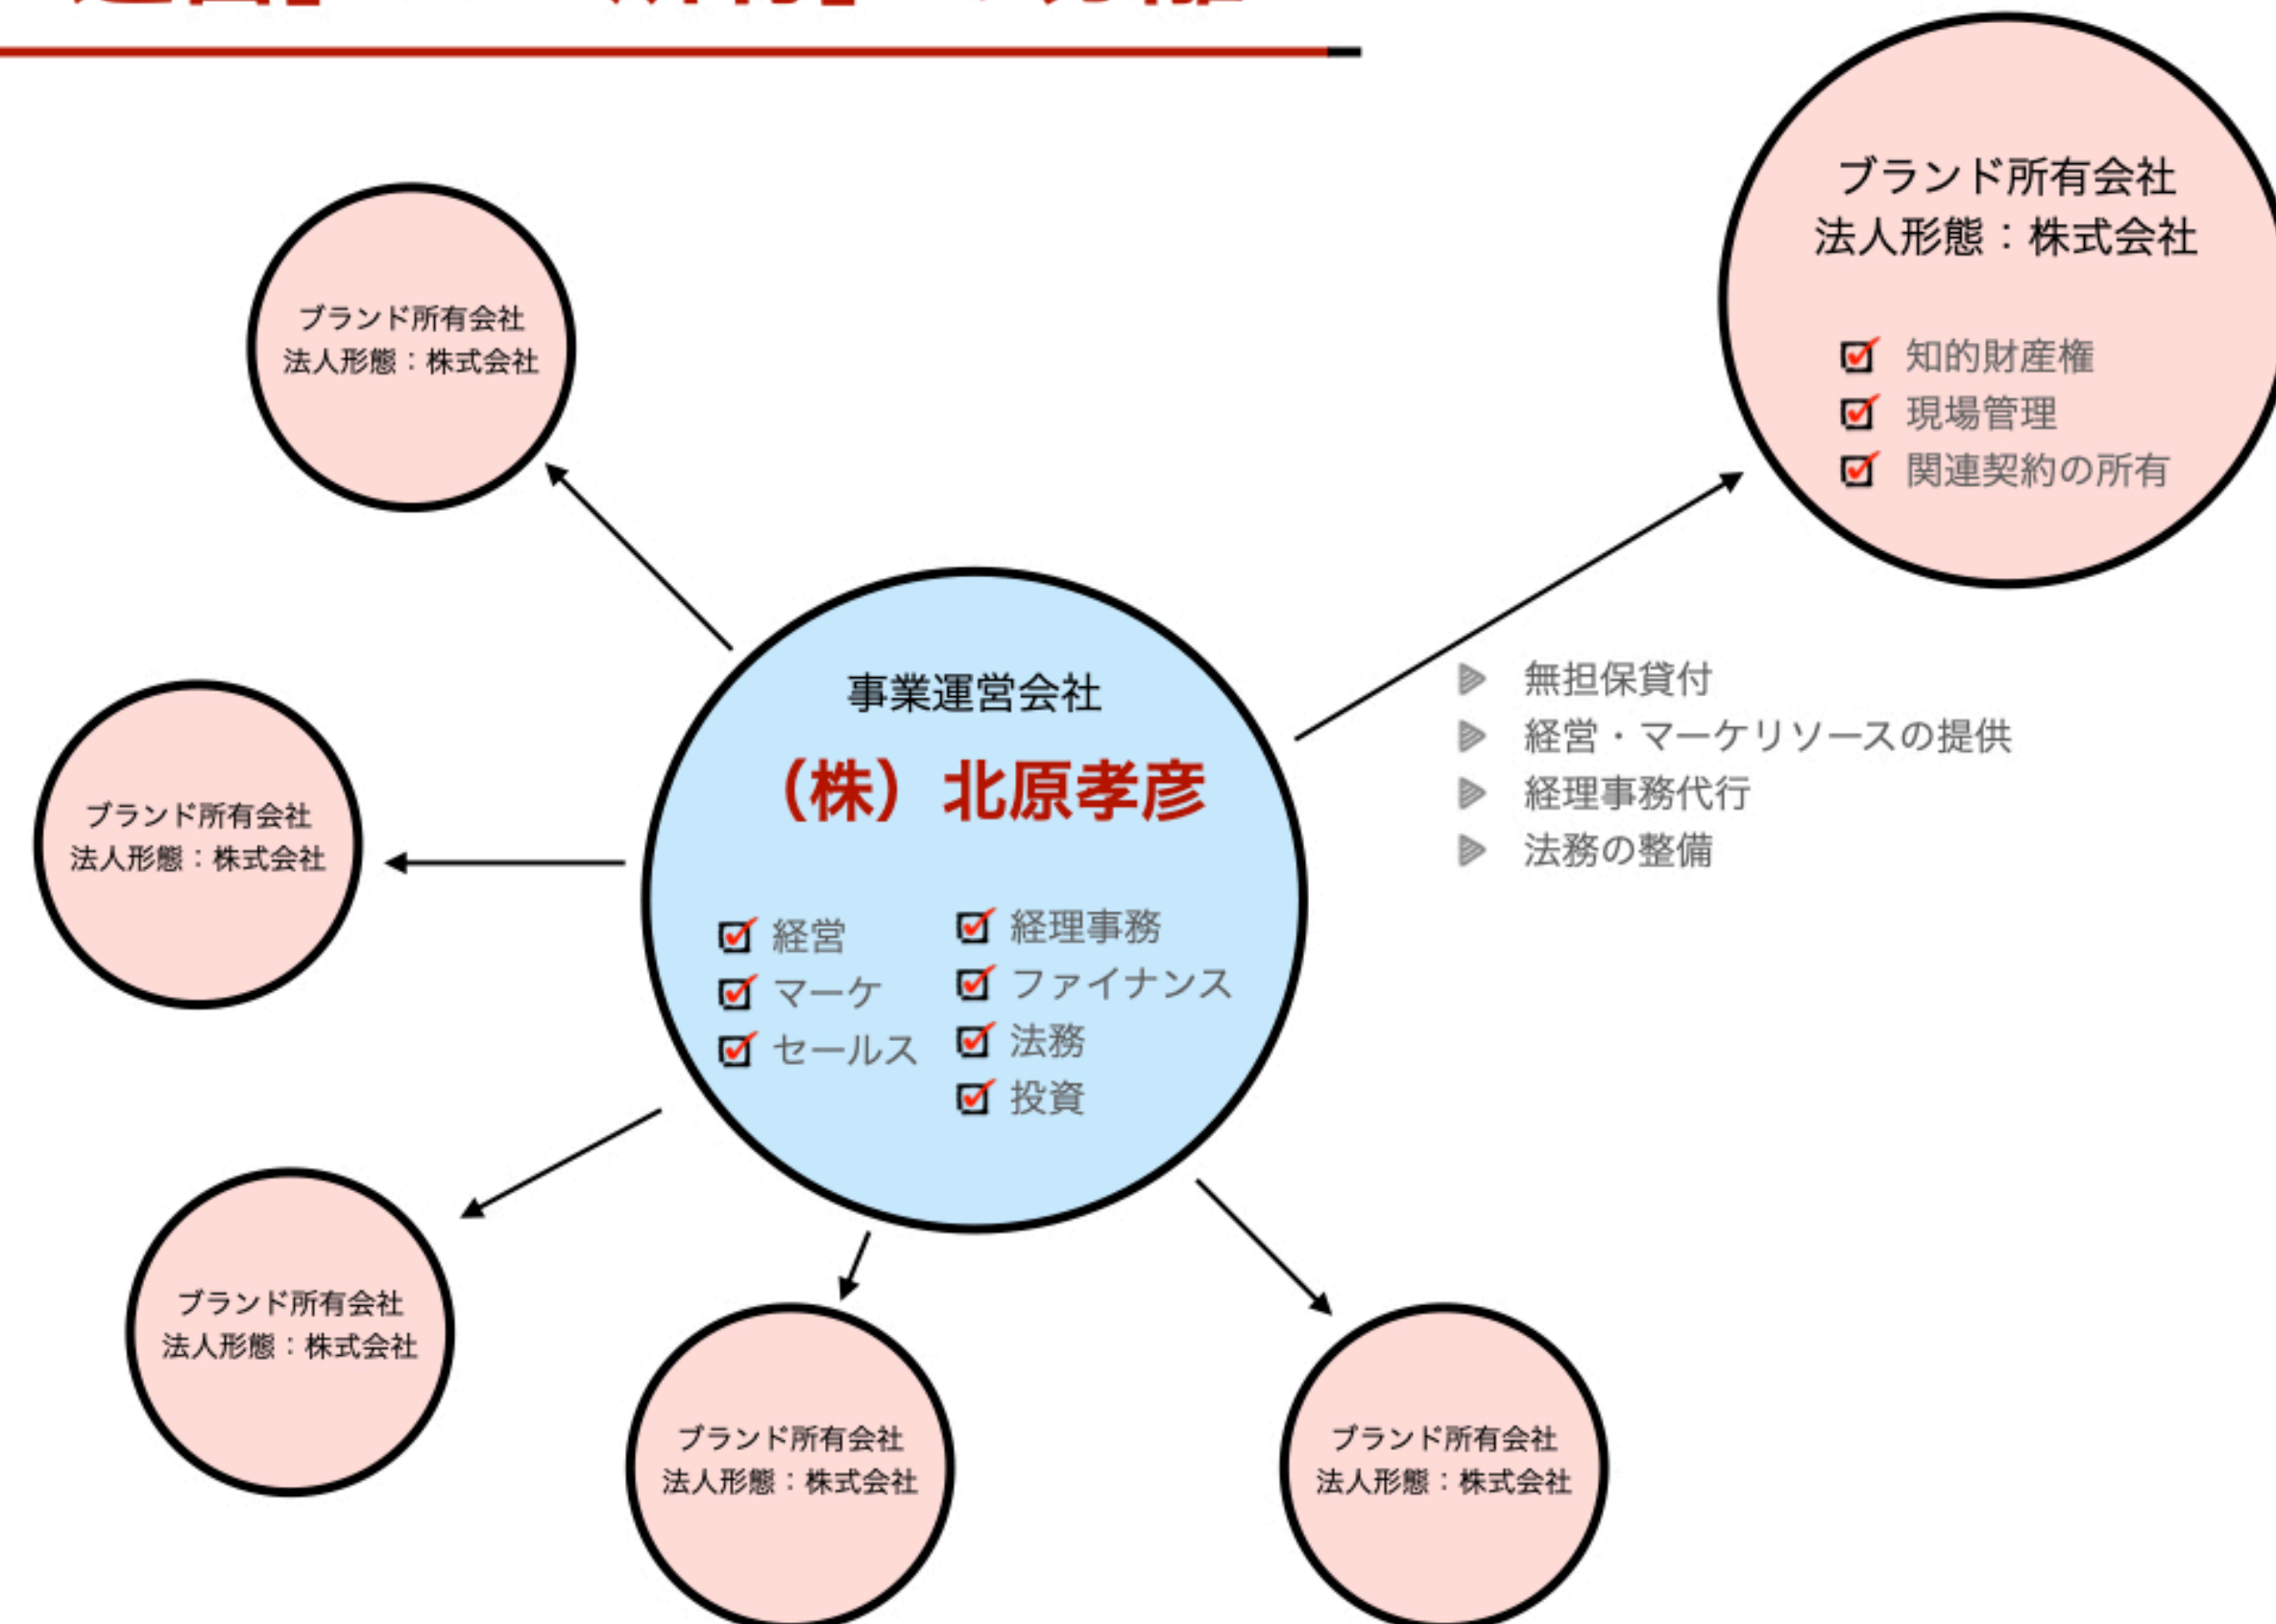 ブランド所有会社
法人形態：株式会社
知的財産権
現場管理
関連契約の所有
ブランド所有会社
法人形態：株式会社
無担保貸付
経営・マーケリソースの提供
経理事務代行
法務の整備
事業運営会社
（株）北原孝彦
経営
マーケ
セールス
経理事務
ファイナンス
法務
投資
ブランド所有会社
法人形態：株式会社
ブランド所有会社
法人形態：株式会社
ブランド所有会社
法人形態：株式会社
ブランド所有会社
法人形態：株式会社